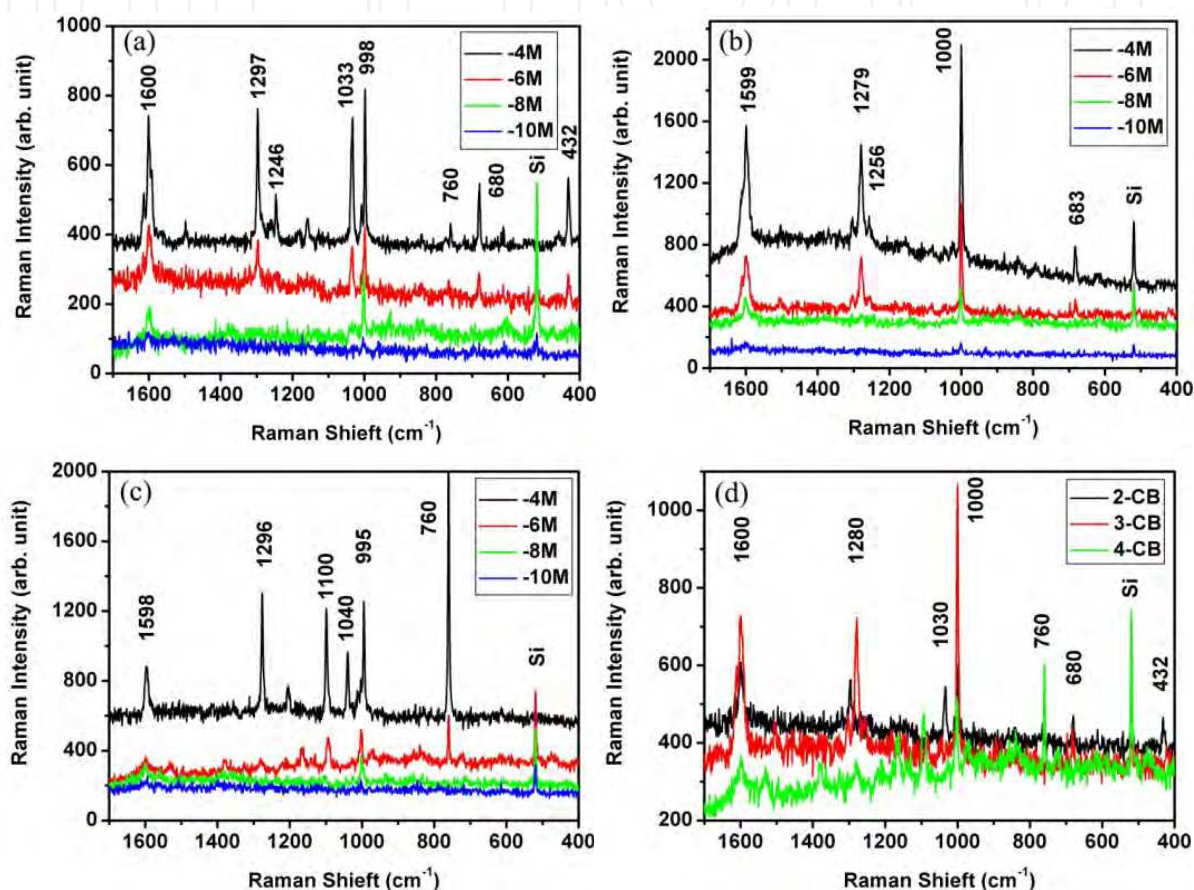 (a)
-4M
-6M
-8M
-10M
1600
1297
1246
1033
998
760
680
Si
432
1000
800
600
400
200
0
1600 1400 1200 1000 800 600 400
Raman Intensity (arb. unit)
Raman Shieft (cm⁻¹)
(b)
-4M
-6M
-8M
-10M
1599
1279
1256
1000
683
Si
2000
1600
1200
800
400
0
1600 1400 1200 1000 800 600 400
Raman Intensity (arb. unit)
Raman Shieft (cm⁻¹)
(c)
-4M
-6M
-8M
-10M
1598
1296
1100
1040
995
760
Si
2000
1600
1200
800
400
0
1600 1400 1200 1000 800 600 400
Raman Intensity (arb. unit)
Raman Shieft (cm⁻¹)
(d)
2-CB
3-CB
4-CB
1600
1280
1030
1000
760
680
Si
432
1000
800
600
400
200
1600 1400 1200 1000 800 600 400
Raman Intensity (arb. unit)
Raman Shieft (cm⁻¹)